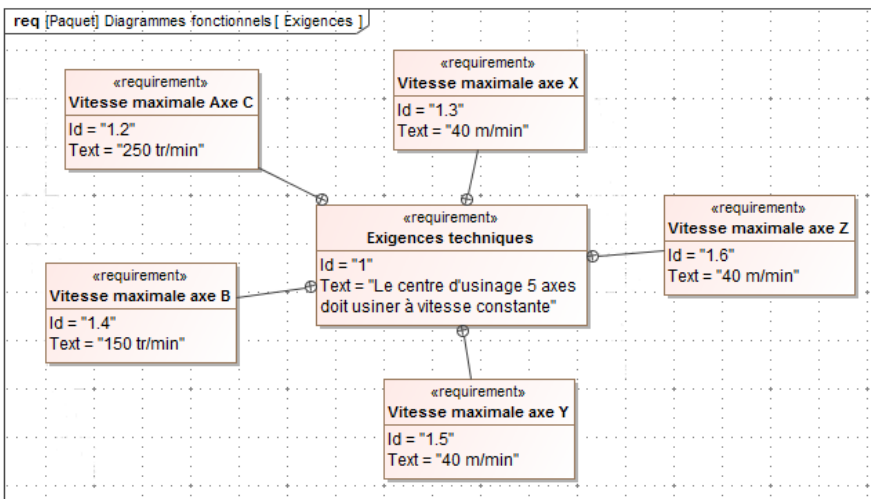 req [Paquet] Diagrammes fonctionnels [ Exigences ]
«requirement»
Vitesse maximale Axe C
Id = "1.2"
Text = "250 tr/min"
«requirement»
Vitesse maximale axe X
Id = "1.3"
Text = "40 m/min"
«requirement»
Exigences techniques
Id = "1"
Text = "Le centre d'usinage 5 axes
doit usiner à vitesse constante"
«requirement»
Vitesse maximale axe Z
Id = "1.6"
Text = "40 m/min"
«requirement»
Vitesse maximale axe B
Id = "1.4"
Text = "150 tr/min"
«requirement»
Vitesse maximale axe Y
Id = "1.5"
Text = "40 m/min"